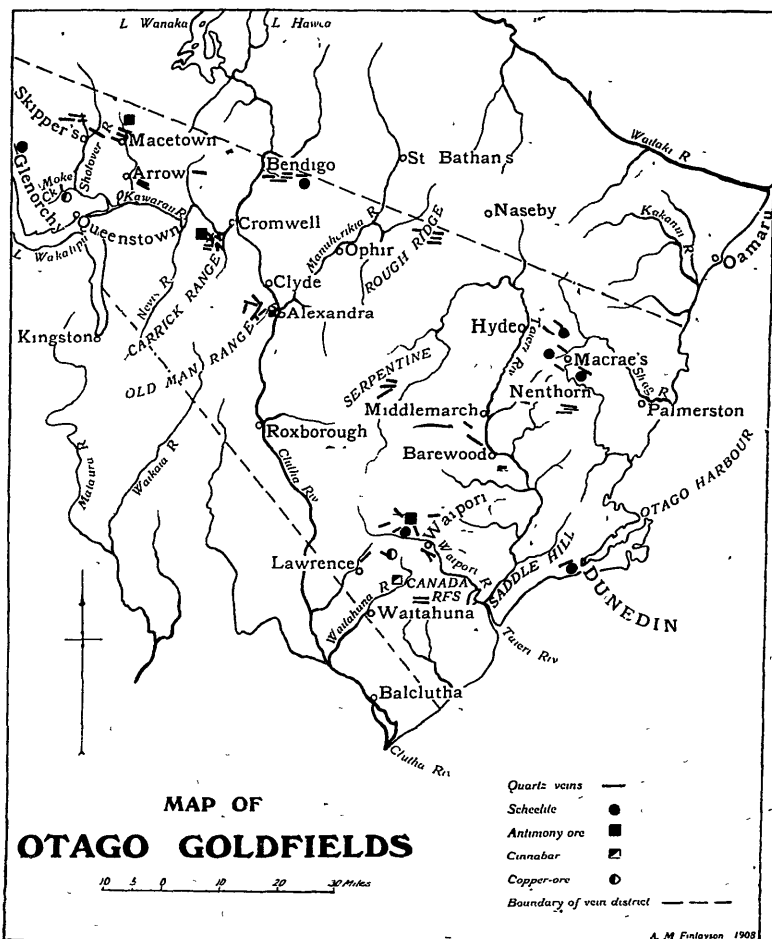 L Wanaka
L Hawea
Skipper's
Shotover R
Macetown
Glenorchy
Moke Ck
Arrow
Kawarau R
Queenstown
L Wakatipu
Bendigo
St Bathans
Waitaki R
Naseby
Kakanui R
Oamaru
Cromwell
Manuherikia R
Ophir
ROUGH RIDGE
Nevis R
CARRICK RANGE
Clyde
Alexandra
OLD MAN RANGE
Kingston
Hyde
Taieri Riv
Macrae's
Shag R
Nenthorn
Palmerston
SERPENTINE
Middlemarch
Roxborough
Barewood
Mataura R
Waikaia R
Clutha Riv
OTAGO HARBOUR
Waipori
Waipori R
SADDLE HILL
DUNEDIN
Lawrence
CANADA
RFS
Waitahuna R
Waitahuna
Taieri Riv
Balclutha
Clutha Riv
MAP OF
OTAGO GOLDFIELDS
10 5 0 10 20 30 Miles
Quartz veins
Scheelite
Antimony ore
Cinnabar
Copper-ore
Boundary of vein district
A. M Finlayson 1908